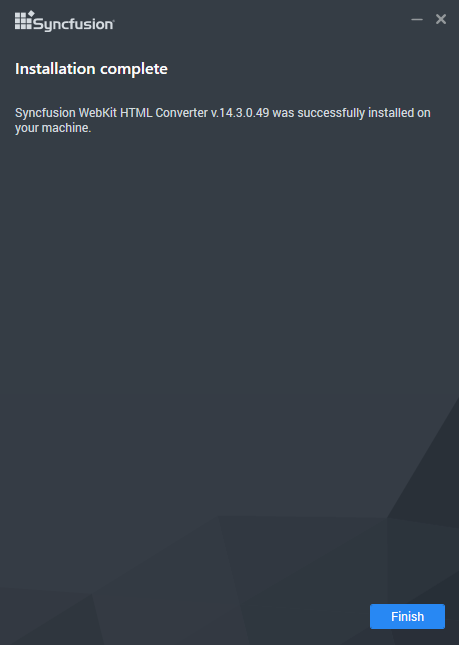 Syncfusion
Installation complete
Syncfusion WebKit HTML Converter v.14.3.0.49 was successfully installed on
your machine.
Finish